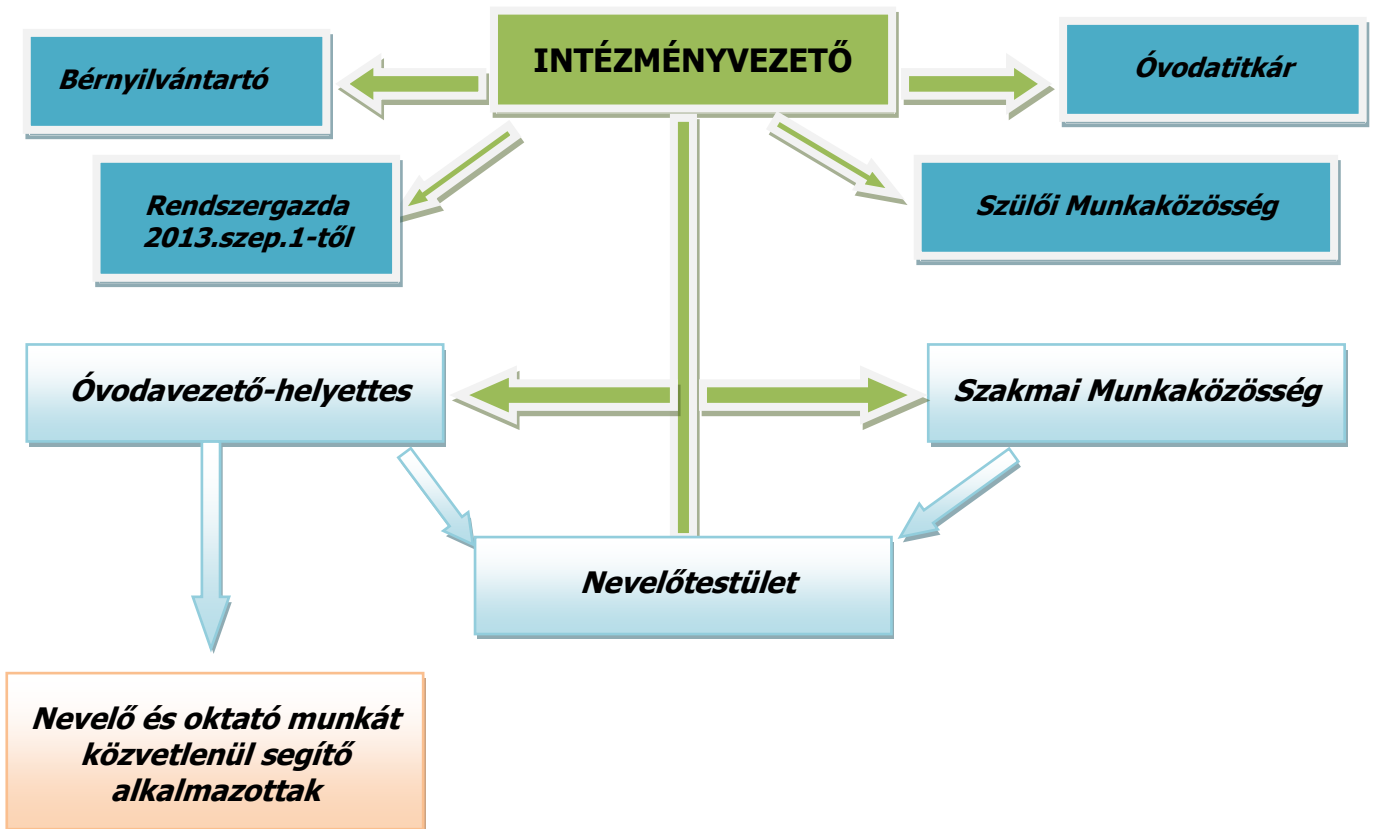 INTÉZMÉNYVEZETŐ
Bérnyilvántartó
Óvodatitkár
Rendszergazda
2013.szep.1-től
Szülői Munkaközösség
Óvodavezető-helyettes
Szakmai Munkaközösség
Nevelőtestület
Nevelő és oktató munkát
közvetlenül segítő
alkalmazottak